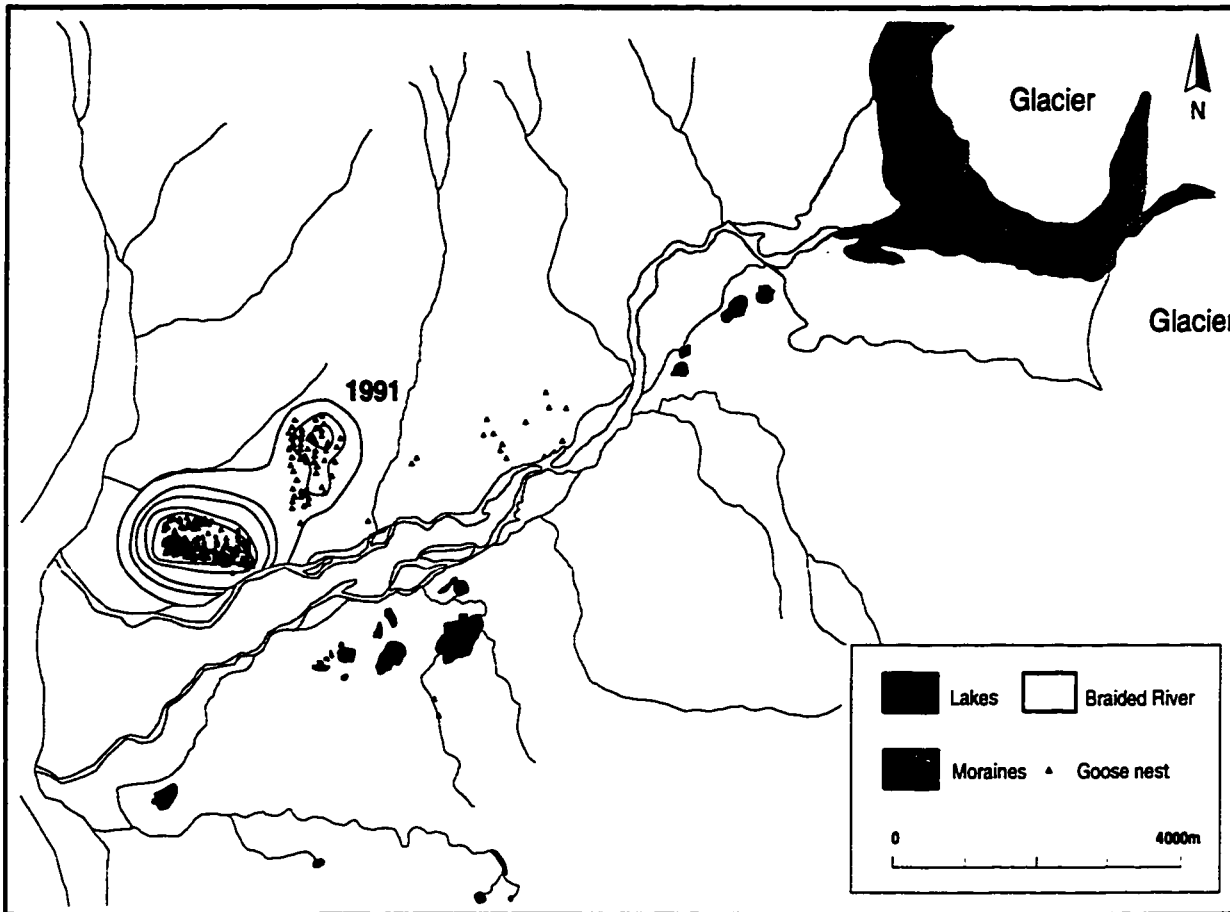 Glacier
N
Glacier
1991
Lakes
Braided River
Moraines
Goose nest
0
4000m